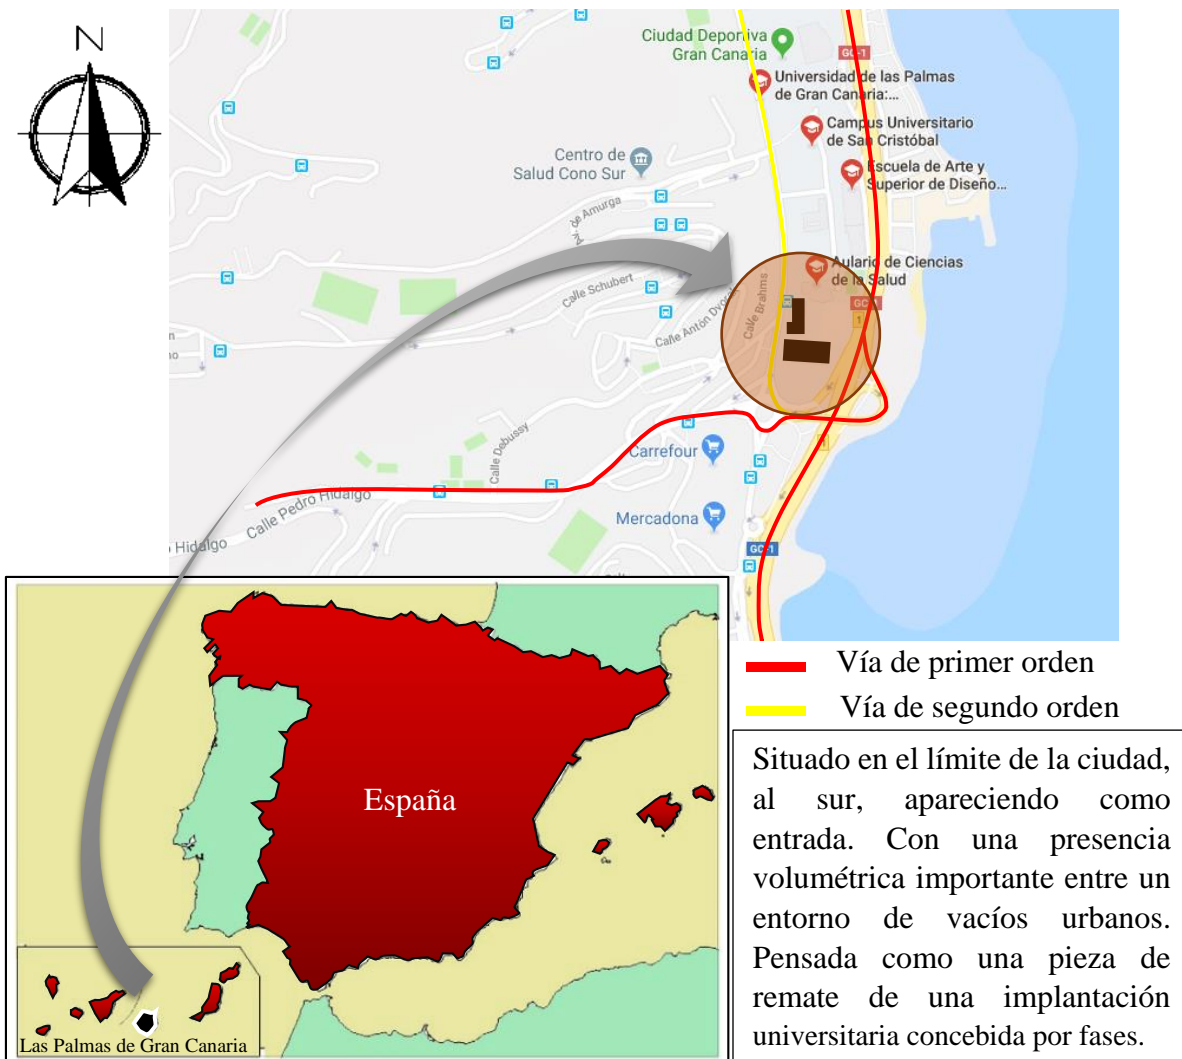 N
Ciudad Deportiva
Gran Canaria
GC-1
Universidad de las Palmas
de Gran Canaria:...
Campus Universitario
de San Cristóbal
Escuela de Arte y
Superior de Diseño...
Centro de
Salud Cono Sur
de Amurga
Aulario de Ciencias
de la Salud
Calle Schubert
Calle Brahms
Calle Antón Dvorak
GC-1
1
Calle Debussy
Carrefour
1
Calle Pedro Hidalgo
Mercadona
Hidalgo
GC-1
España
Las Palmas de Gran Canaria
Vía de primer orden
Vía de segundo orden
Situado en el límite de la ciudad,
al sur, apareciendo como
entrada. Con una presencia
volumétrica importante entre un
entorno de vacíos urbanos.
Pensada como una pieza de
remate de una implantación
universitaria concebida por fases.